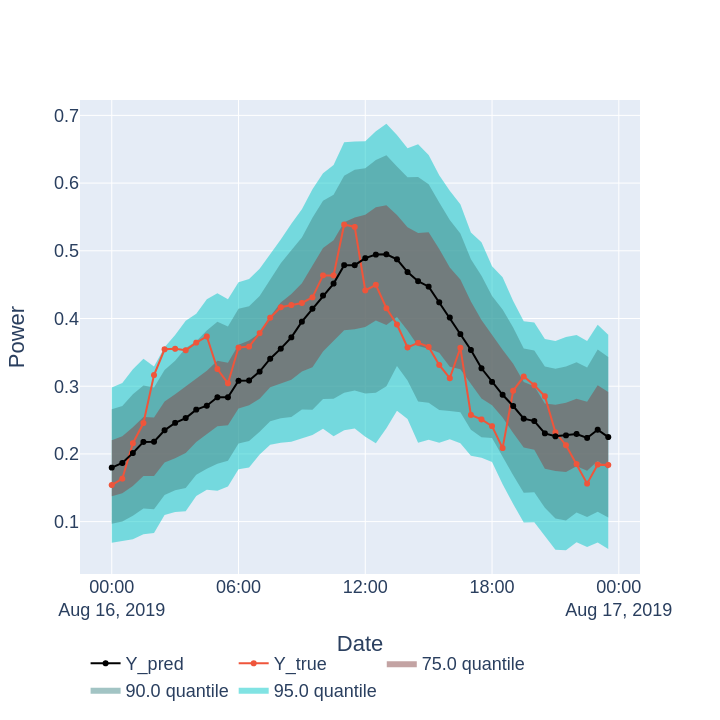 Power
0.7
0.6
0.5
0.4
0.3
0.2
0.1
00:00 06:00 12:00 18:00 00:00
Aug 16, 2019 Aug 17, 2019
Date
Y_pred Y_true 75.0 quantile
90.0 quantile 95.0 quantile